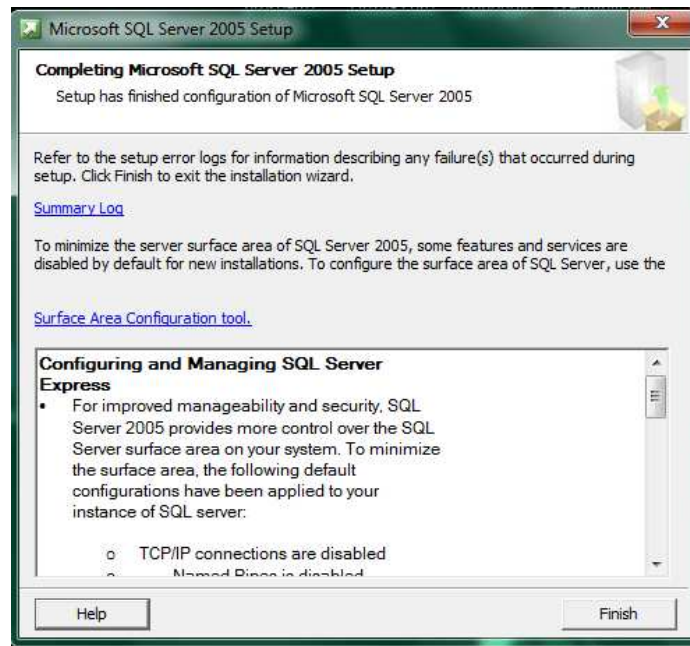 Microsoft SQL Server 2005 Setup
Completing Microsoft SQL Server 2005 Setup
Setup has finished configuration of Microsoft SQL Server 2005
Refer to the setup error logs for information describing any failure(s) that occurred during
setup. Click Finish to exit the installation wizard.
Summary Log
To minimize the server surface area of SQL Server 2005, some features and services are
disabled by default for new installations. To configure the surface area of SQL Server, use the
Surface Area Configuration tool.
Configuring and Managing SQL Server
Express
• For improved manageability and security, SQL
Server 2005 provides more control over the SQL
Server surface area on your system. To minimize
the surface area, the following default
configurations have been applied to your
instance of SQL server:
o TCP/IP connections are disabled
o Named Pipes is disabled
Help
Finish